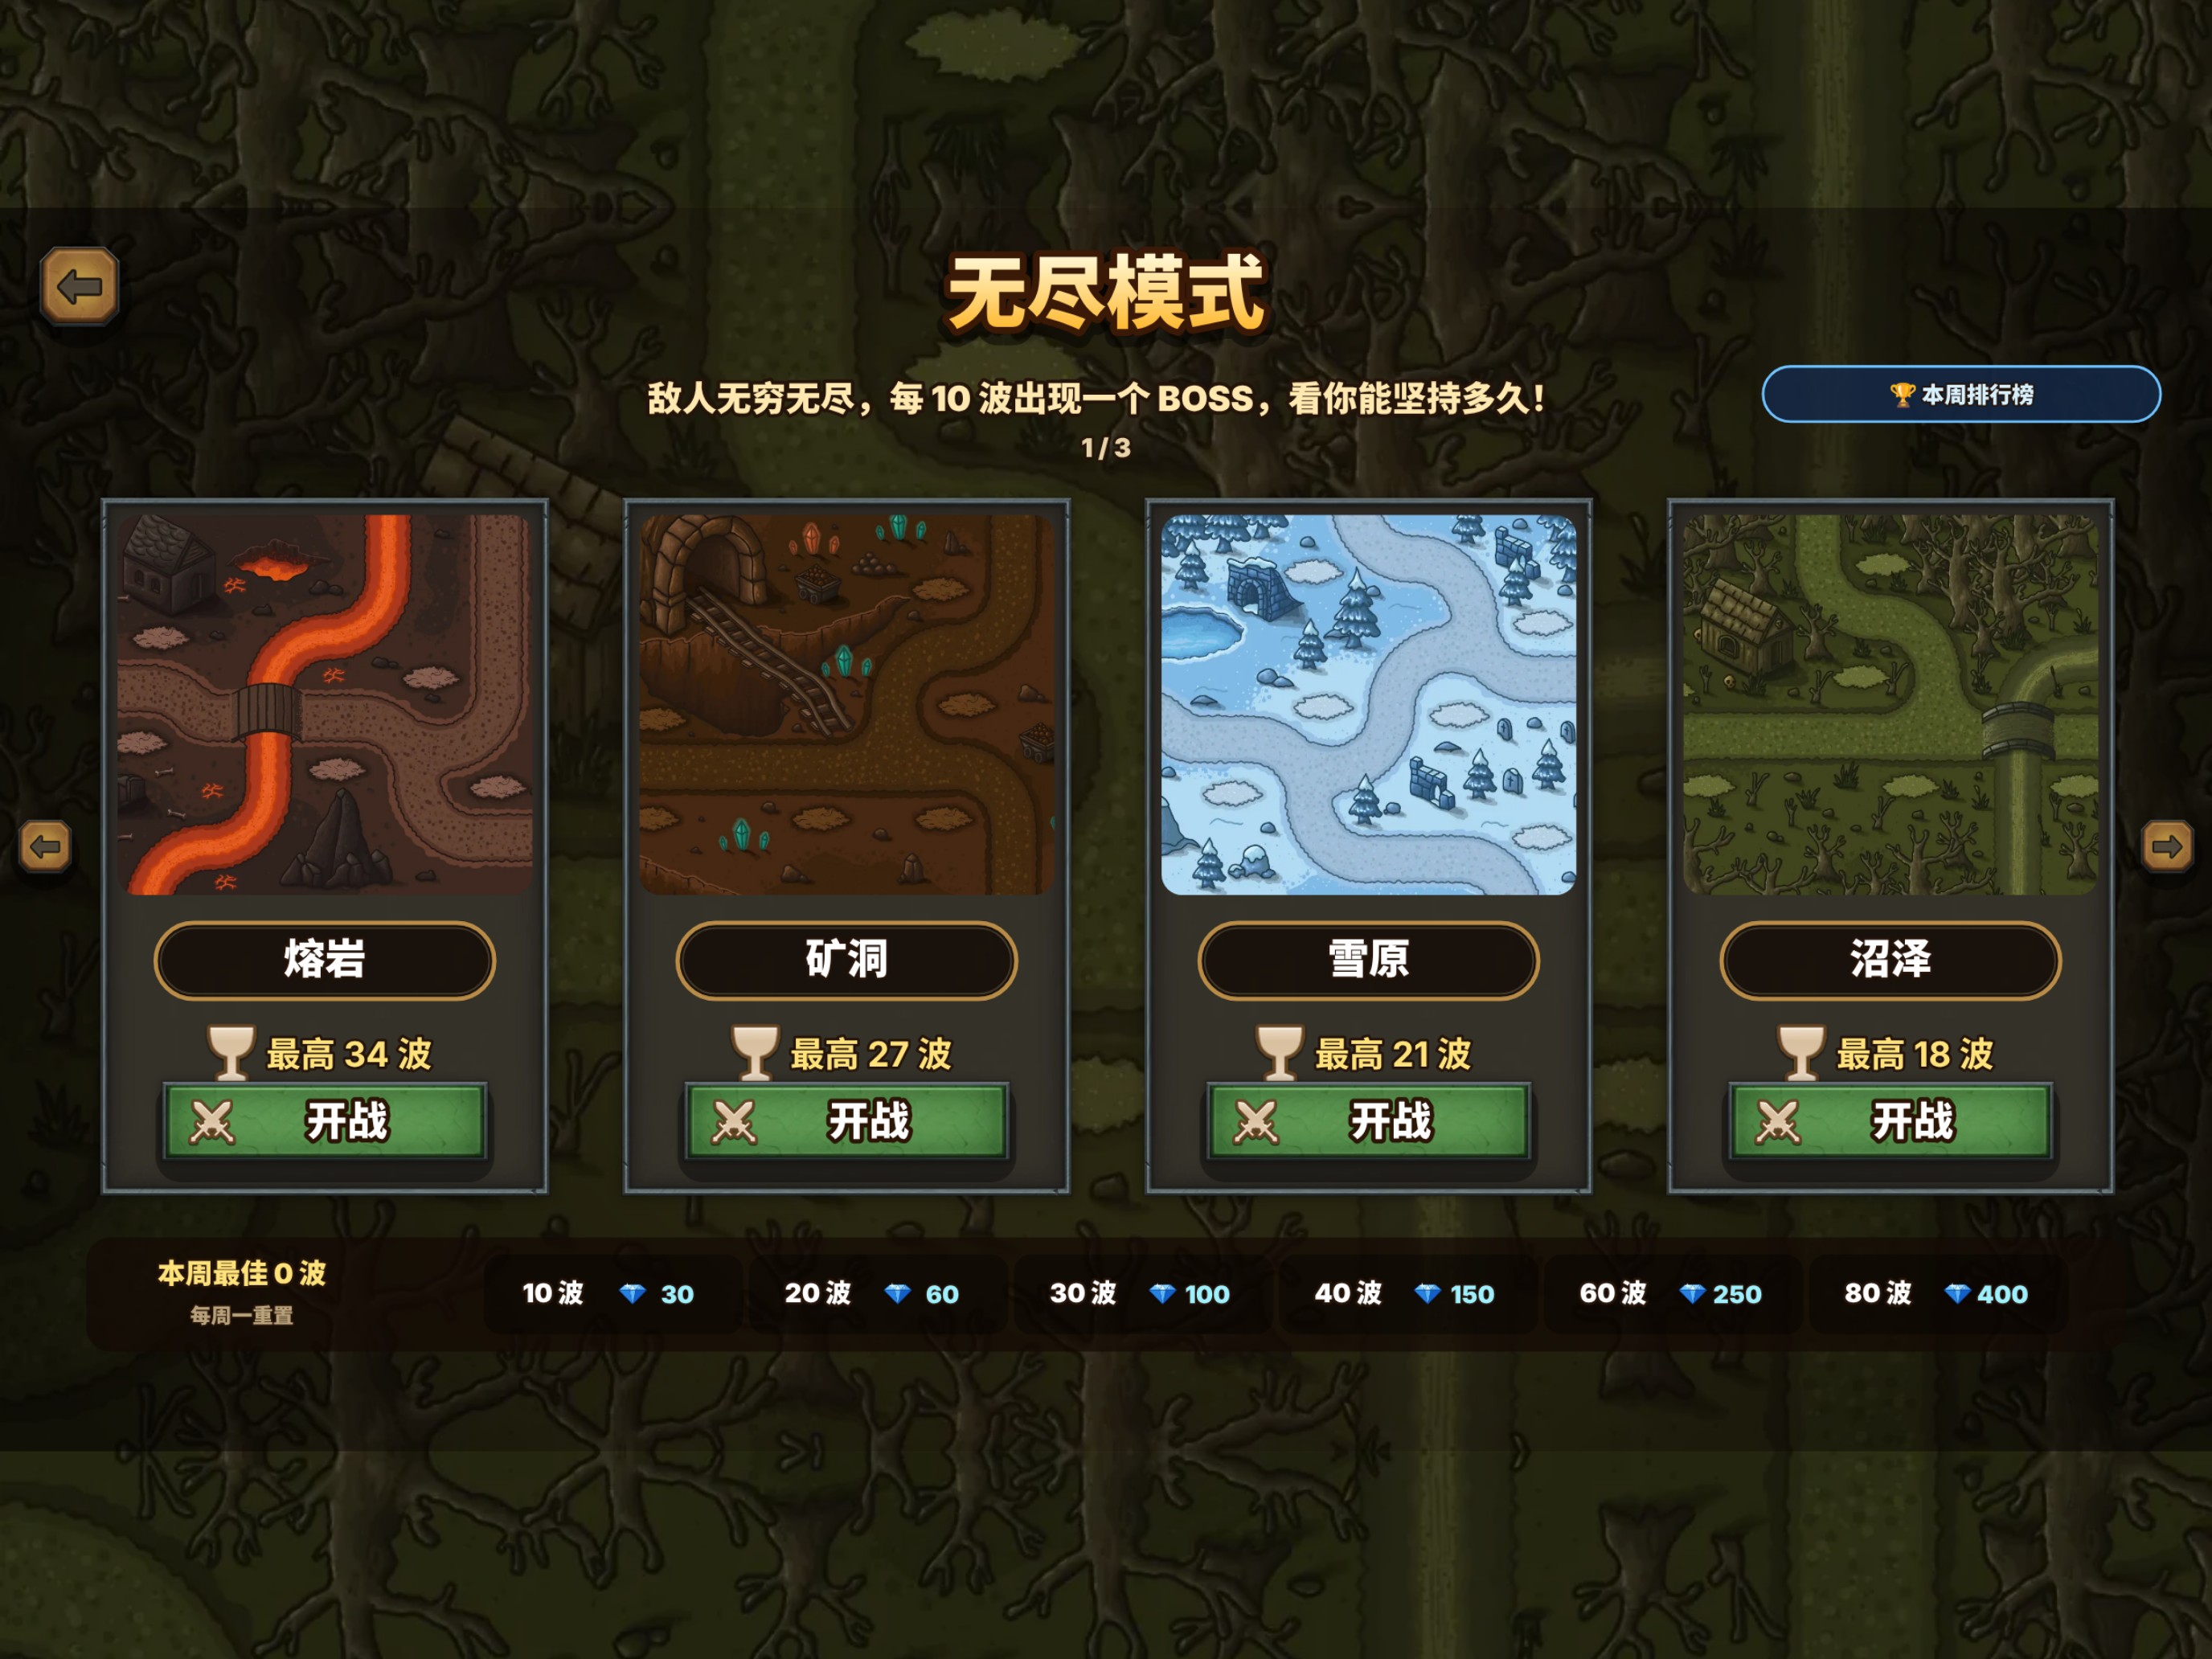 无尽模式
敌人无穷无尽，每 10 波出现一个 BOSS，看你能坚持多久！
🏆 本周排行榜
1 / 3
熔岩
最高 34 波
开战
矿洞
最高 27 波
开战
雪原
最高 21 波
开战
沼泽
最高 18 波
开战
本周最佳 0 波
每周一重置
10 波 💎 30
20 波 💎 60
30 波 💎 100
40 波 💎 150
60 波 💎 250
80 波 💎 400